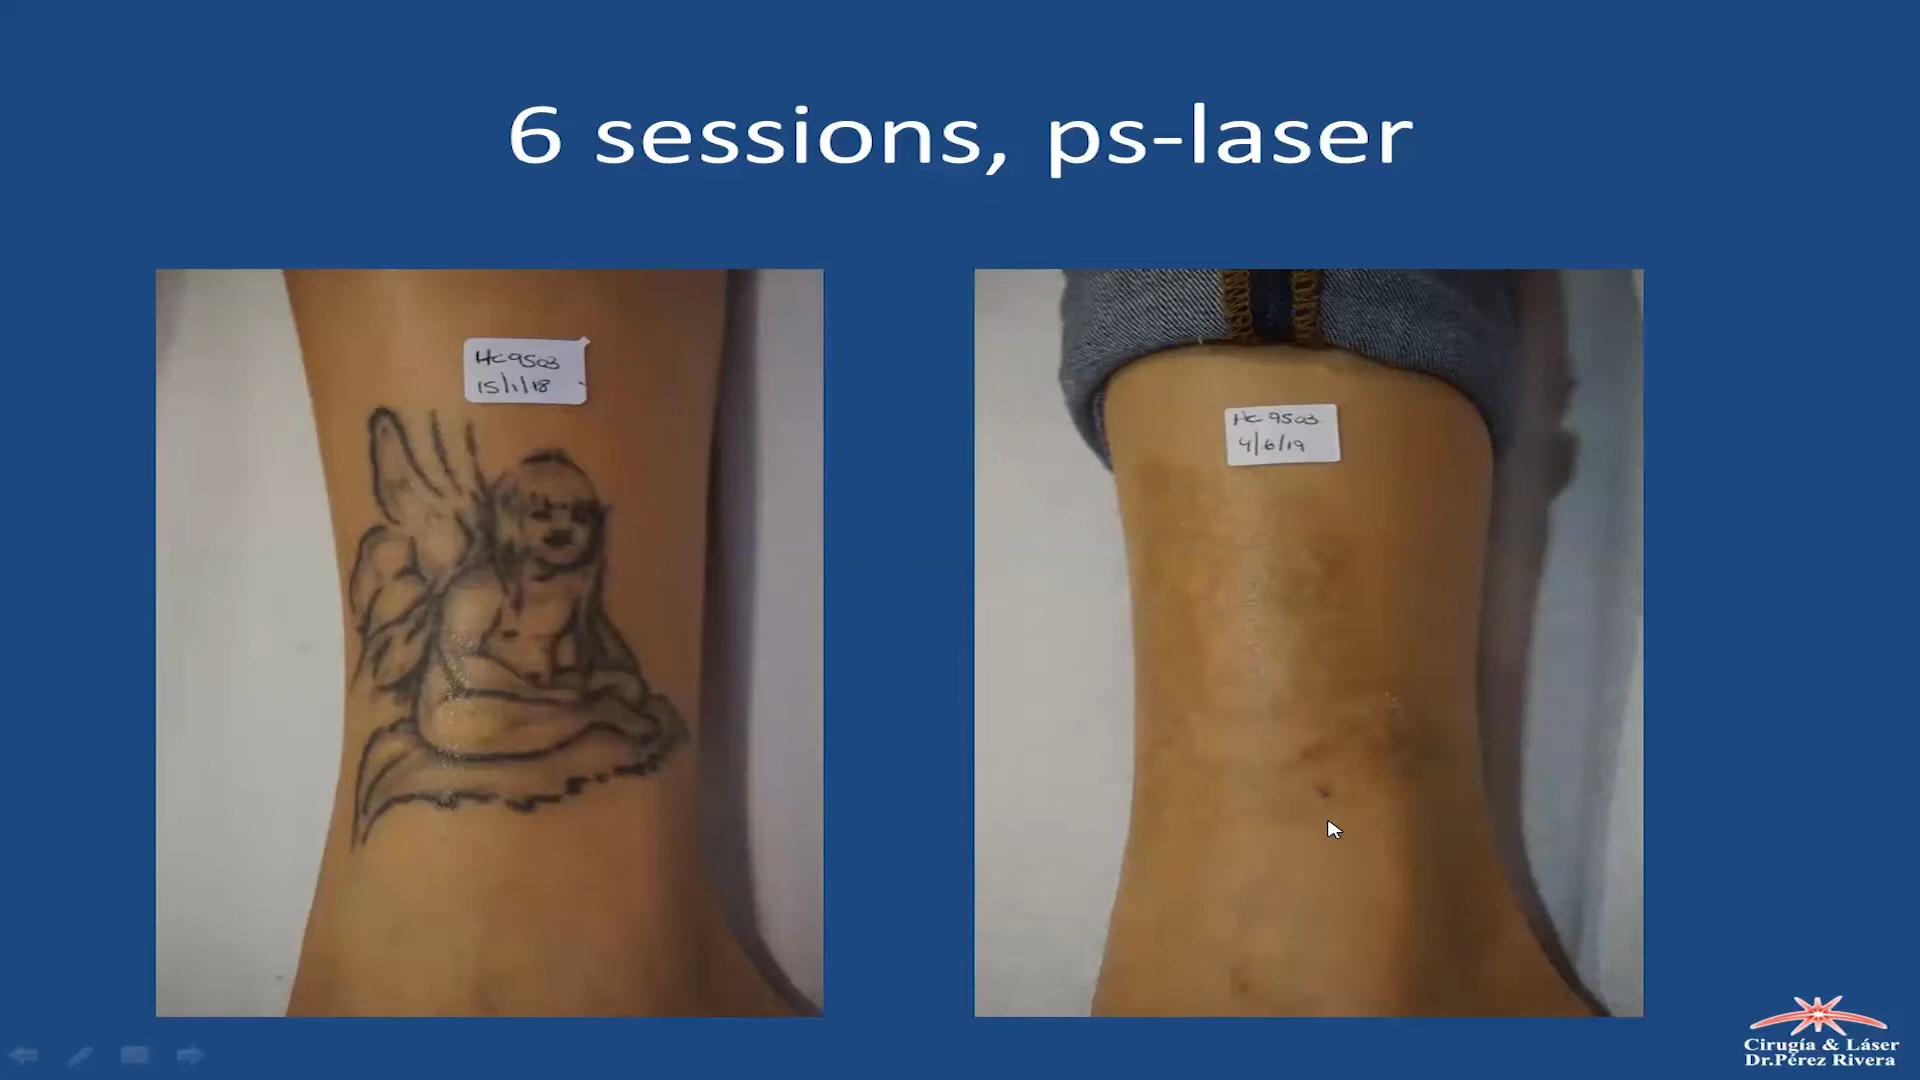 6 sessions, ps-laser
HC9503
15/1/18
HC 9503
4/6/19
Cirugía & Láser
Dr.Pérez Rivera